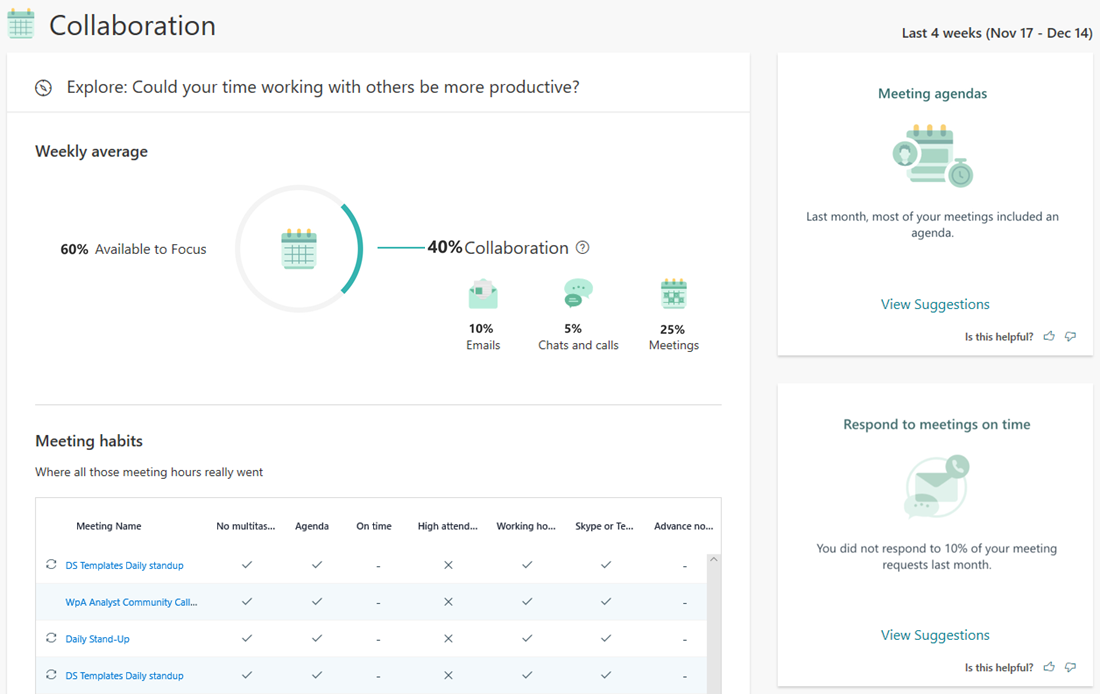 Collaboration
Last 4 weeks (Nov 17 - Dec 14)
Explore: Could your time working with others be more productive?
Weekly average
60% Available to Focus
40% Collaboration ?
10%
Emails
5%
Chats and calls
25%
Meetings
Meeting habits
Where all those meeting hours really went
Meeting Name No multitas... Agenda On time High attend... Working ho... Skype or Te... Advance no...
DS Templates Daily standup ✓ ✓ - ✕ ✓ ✓ -
WpA Analyst Community Call... ✓ ✓ - ✕ ✓ ✓ -
Daily Stand-Up ✓ ✓ - ✕ ✓ ✓ -
DS Templates Daily standup ✓ ✓ - ✕ ✓ ✓ -
Meeting agendas
Last month, most of your meetings included an
agenda.
View Suggestions
Is this helpful?
Respond to meetings on time
You did not respond to 10% of your meeting
requests last month.
View Suggestions
Is this helpful?